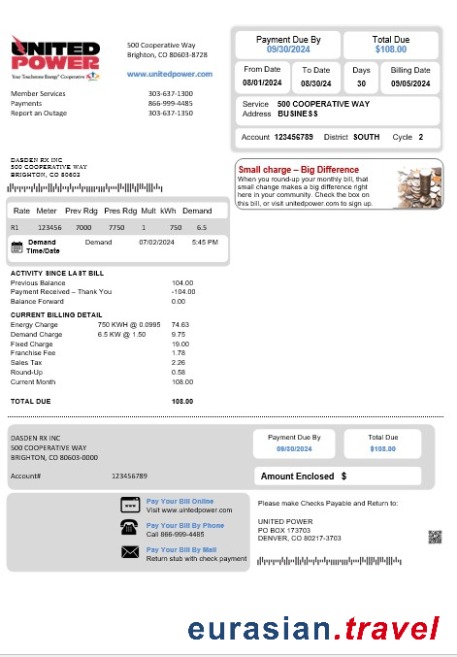 UNITED
POWER
Your Touchstone Energy® Cooperative
500 Cooperative Way
Brighton, CO 80603-8728
www.unitedpower.com
Member Services 303-637-1300
Payments 866-999-4485
Report an Outage 303-637-1350
Payment Due By Total Due
09/30/2024 $108.00
From Date To Date Days Billing Date
08/01/2024 08/30/24 30 09/05/2024
Service 500 COOPERATIVE WAY
Address BUSINESS
Account 123456789 District SOUTH Cycle 2
DASDEN RX INC
500 COOPERATIVE WAY
BRIGHTON, CO 80603
Small charge – Big Difference
When you round-up your monthly bill, that
small change makes a big difference right
here in your community. Check the box on
this bill, or visit unitedpower.com to sign up.
Rate Meter Prev Rdg Pres Rdg Mult kWh Demand
R1 123456 7000 7750 1 750 6.5
Demand Demand 07/02/2024 5:45 PM
Time/Date
ACTIVITY SINCE LAST BILL
Previous Balance 104.00
Payment Received – Thank You -104.00
Balance Forward 0.00
CURRENT BILLING DETAIL
Energy Charge 750 KWH @ 0.0995 74.63
Demand Charge 6.5 KW @ 1.50 9.75
Fixed Charge 19.00
Franchise Fee 1.78
Sales Tax 2.26
Round-Up 0.58
Current Month 108.00
TOTAL DUE 108.00
DASDEN RX INC
500 COOPERATIVE WAY
BRIGHTON, CO 80603-0000
Account# 123456789
Payment Due By Total Due
09/30/2024 $108.00
Amount Enclosed $
Pay Your Bill Online
Visit www.uintedpower.com
Pay Your Bill By Phone
Call 866-999-4485
Pay Your Bill By Mail
Return stub with check payment
Please make Checks Payable and Return to:
UNITED POWER
PO BOX 173703
DENVER, CO 80217-3703
eurasian.travel